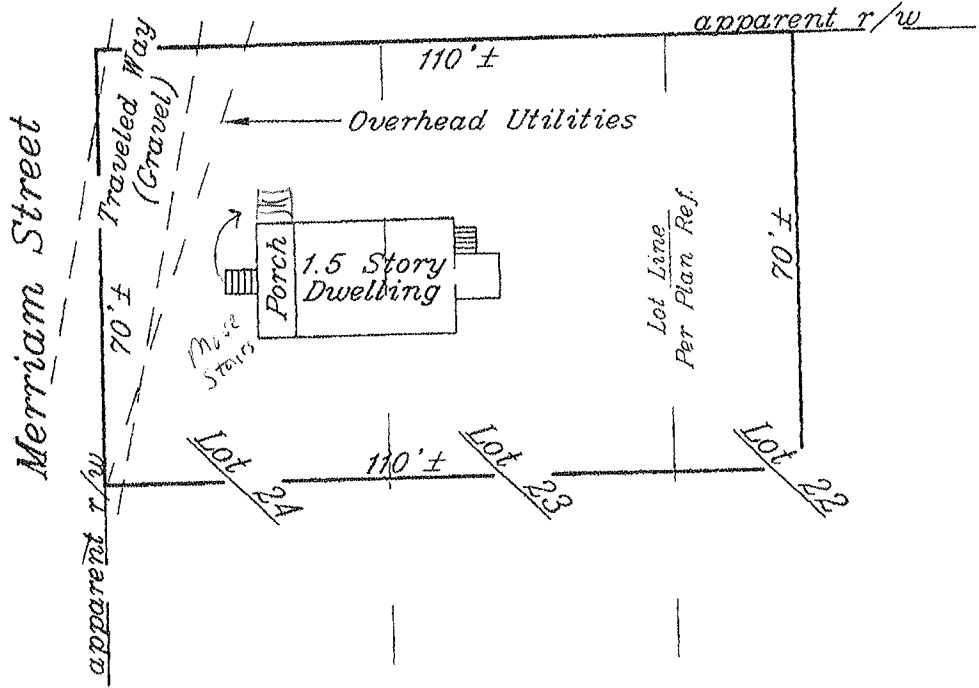 apparent r/w
110'±
Traveled Way
(Gravel)
Overhead Utilities
Merriam Street
70'±
Porch
1.5 Story
Dwelling
Move
Stairs
Lot Line
Per Plan Ref.
70'±
110'±
Lot 24
Lot 23
Lot 22
apparent r/w